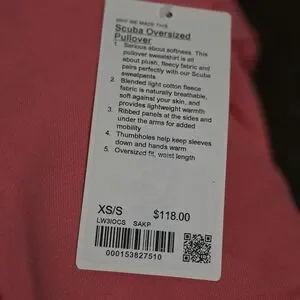 WHY WE MADE THIS
Scuba Oversized
Pullover
1. Serious about softness. This
pullover sweatshirt is all
about plush, fleecy fabric and
pairs perfectly with our Scuba
sweatpants
2. Blended light cotton fleece
fabric is naturally breathable,
soft against your skin, and
provides lightweight warmth
3. Ribbed panels at the sides and
under the arms for added
mobility
4. Thumbholes help keep sleeves
down and hands warm
5. Oversized fit, waist length
XS/S $118.00
LW3IOCS SAKP
000153827510